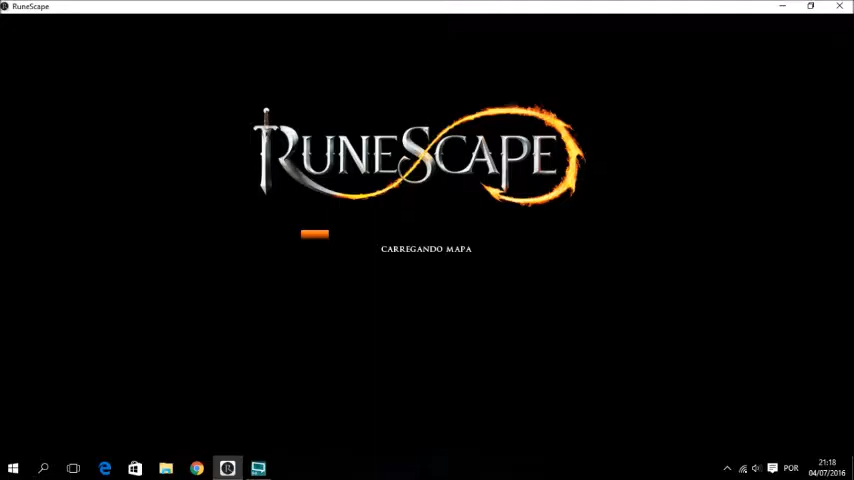 RuneScape
RUNESCAPE
CARREGANDO MAPA
POR
21:18
04/07/2016